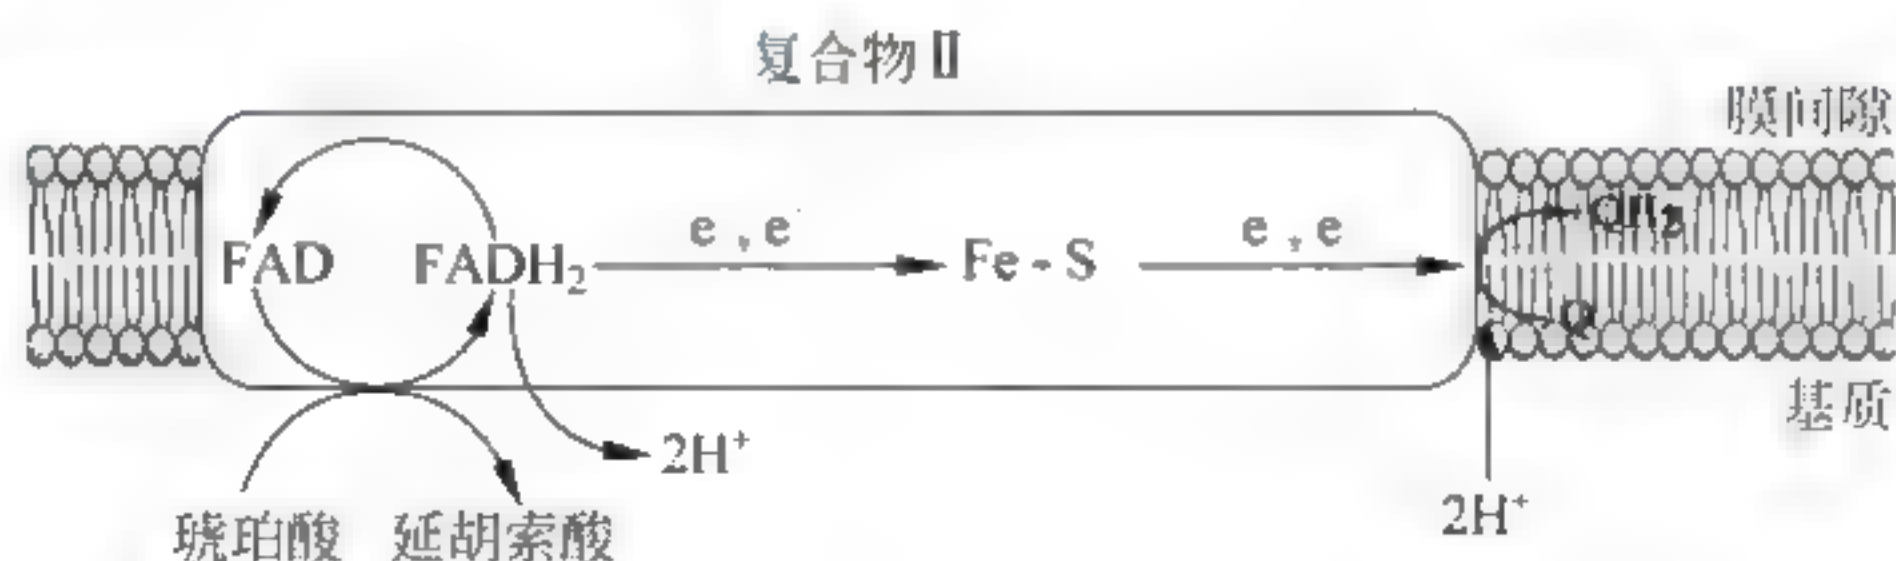 复合物Ⅱ
膜间隙
QH₂
e , e
e , e
FAD
FADH₂
Fe - S
Q
基质
2H⁺
2H⁺
琥珀酸
延胡索酸